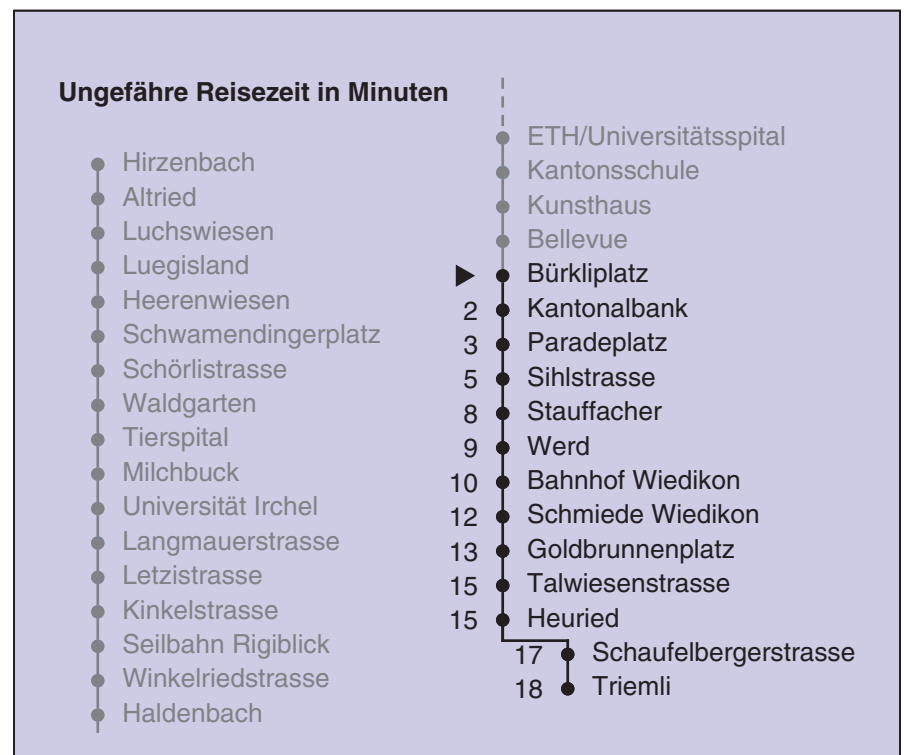 Ungefähre Reisezeit in Minuten
Hirzenbach
Altried
Luchswiesen
Luegisland
Heerenwiesen
Schwamendingerplatz
Schörlistrasse
Waldgarten
Tierspital
Milchbuck
Universität Irchel
Langmauerstrasse
Letzistrasse
Kinkelstrasse
Seilbahn Rigiblick
Winkelriedstrasse
Haldenbach
ETH/Universitätsspital
Kantonsschule
Kunsthaus
Bellevue
Bürkliplatz
2 Kantonalbank
3 Paradeplatz
5 Sihlstrasse
8 Stauffacher
9 Werd
10 Bahnhof Wiedikon
12 Schmiede Wiedikon
13 Goldbrunnenplatz
15 Talwiesenstrasse
15 Heuried
17 Schaufelbergerstrasse
18 Triemli